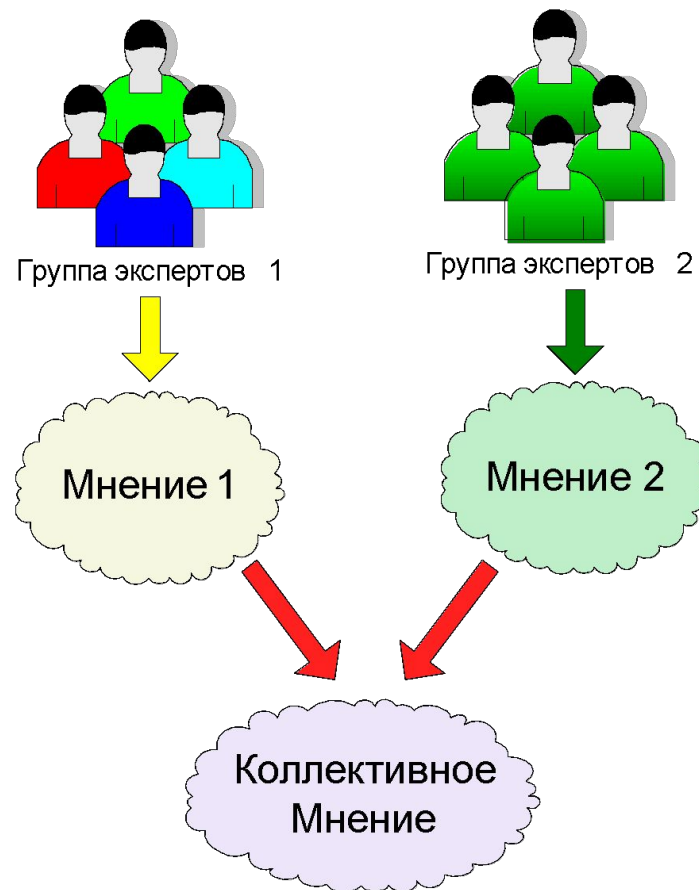 Группа экспертов 1
Группа экспертов 2
Мнение 1
Мнение 2
Коллективное
Мнение